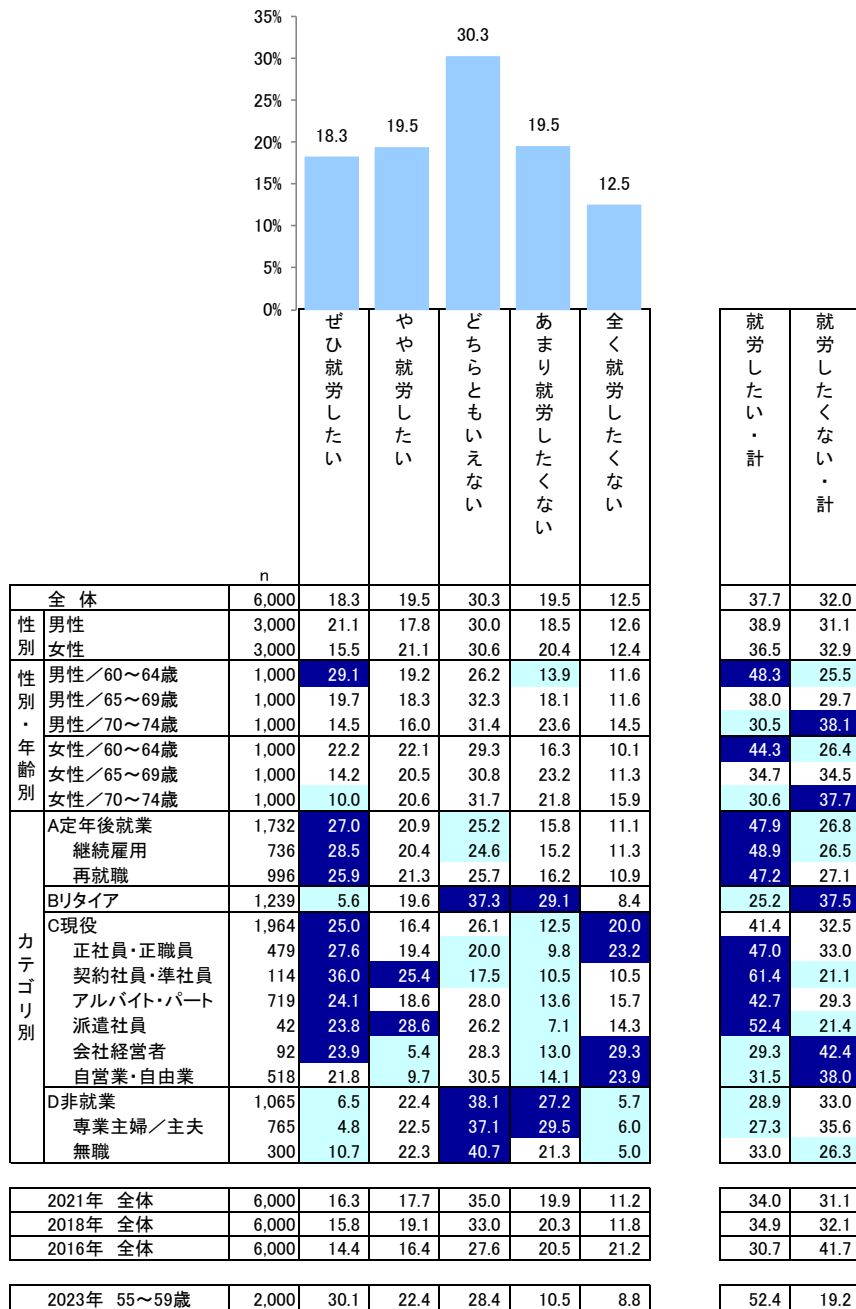 35%
30%
25%
20%
15%
10%
5%
0%
18.3
19.5
30.3
19.5
12.5
ぜひ就労したい
やや就労したい
どちらともいえない
あまり就労したくない
全く就労したくない
就労したい・計
就労したくない・計
n
全 体 6,000 18.3 19.5 30.3 19.5 12.5 37.7 32.0
性別
男性 3,000 21.1 17.8 30.0 18.5 12.6 38.9 31.1
女性 3,000 15.5 21.1 30.6 20.4 12.4 36.5 32.9
性別・年齢別
男性／60～64歳 1,000 29.1 19.2 26.2 13.9 11.6 48.3 25.5
男性／65～69歳 1,000 19.7 18.3 32.3 18.1 11.6 38.0 29.7
男性／70～74歳 1,000 14.5 16.0 31.4 23.6 14.5 30.5 38.1
女性／60～64歳 1,000 22.2 22.1 29.3 16.3 10.1 44.3 26.4
女性／65～69歳 1,000 14.2 20.5 30.8 23.2 11.3 34.7 34.5
女性／70～74歳 1,000 10.0 20.6 31.7 21.8 15.9 30.6 37.7
カテゴリ別
A定年後就業 1,732 27.0 20.9 25.2 15.8 11.1 47.9 26.8
継続雇用 736 28.5 20.4 24.6 15.2 11.3 48.9 26.5
再就職 996 25.9 21.3 25.7 16.2 10.9 47.2 27.1
Bリタイア 1,239 5.6 19.6 37.3 29.1 8.4 25.2 37.5
C現役 1,964 25.0 16.4 26.1 12.5 20.0 41.4 32.5
正社員・正職員 479 27.6 19.4 20.0 9.8 23.2 47.0 33.0
契約社員・準社員 114 36.0 25.4 17.5 10.5 10.5 61.4 21.1
アルバイト・パート 719 24.1 18.6 28.0 13.6 15.7 42.7 29.3
派遣社員 42 23.8 28.6 26.2 7.1 14.3 52.4 21.4
会社経営者 92 23.9 5.4 28.3 13.0 29.3 29.3 42.4
自営業・自由業 518 21.8 9.7 30.5 14.1 23.9 31.5 38.0
D非就業 1,065 6.5 22.4 38.1 27.2 5.7 28.9 33.0
専業主婦／主夫 765 4.8 22.5 37.1 29.5 6.0 27.3 35.6
無職 300 10.7 22.3 40.7 21.3 5.0 33.0 26.3
2021年 全体 6,000 16.3 17.7 35.0 19.9 11.2 34.0 31.1
2018年 全体 6,000 15.8 19.1 33.0 20.3 11.8 34.9 32.1
2016年 全体 6,000 14.4 16.4 27.6 20.5 21.2 30.7 41.7
2023年 55～59歳 2,000 30.1 22.4 28.4 10.5 8.8 52.4 19.2